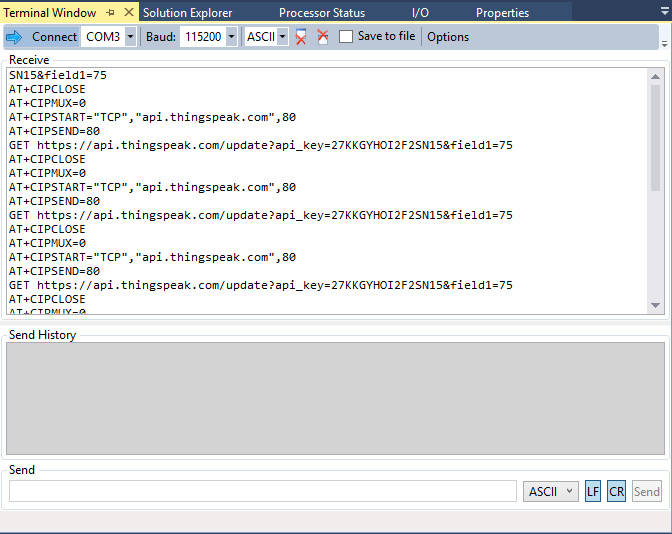 Terminal Window
Solution Explorer
Processor Status
I/O
Properties
Connect COM3 Baud: 115200 ASCII Save to file Options
Receive
SN15&field1=75
AT+CIPCLOSE
AT+CIPMUX=0
AT+CIPSTART="TCP","api.thingspeak.com",80
AT+CIPSEND=80
GET https://api.thingspeak.com/update?api_key=27KKGYHOI2F2SN15&field1=75
AT+CIPCLOSE
AT+CIPMUX=0
AT+CIPSTART="TCP","api.thingspeak.com",80
AT+CIPSEND=80
GET https://api.thingspeak.com/update?api_key=27KKGYHOI2F2SN15&field1=75
AT+CIPCLOSE
AT+CIPMUX=0
AT+CIPSTART="TCP","api.thingspeak.com",80
AT+CIPSEND=80
GET https://api.thingspeak.com/update?api_key=27KKGYHOI2F2SN15&field1=75
AT+CIPCLOSE
AT+CIPMUX=0
Send History
Send
ASCII LF CR Send